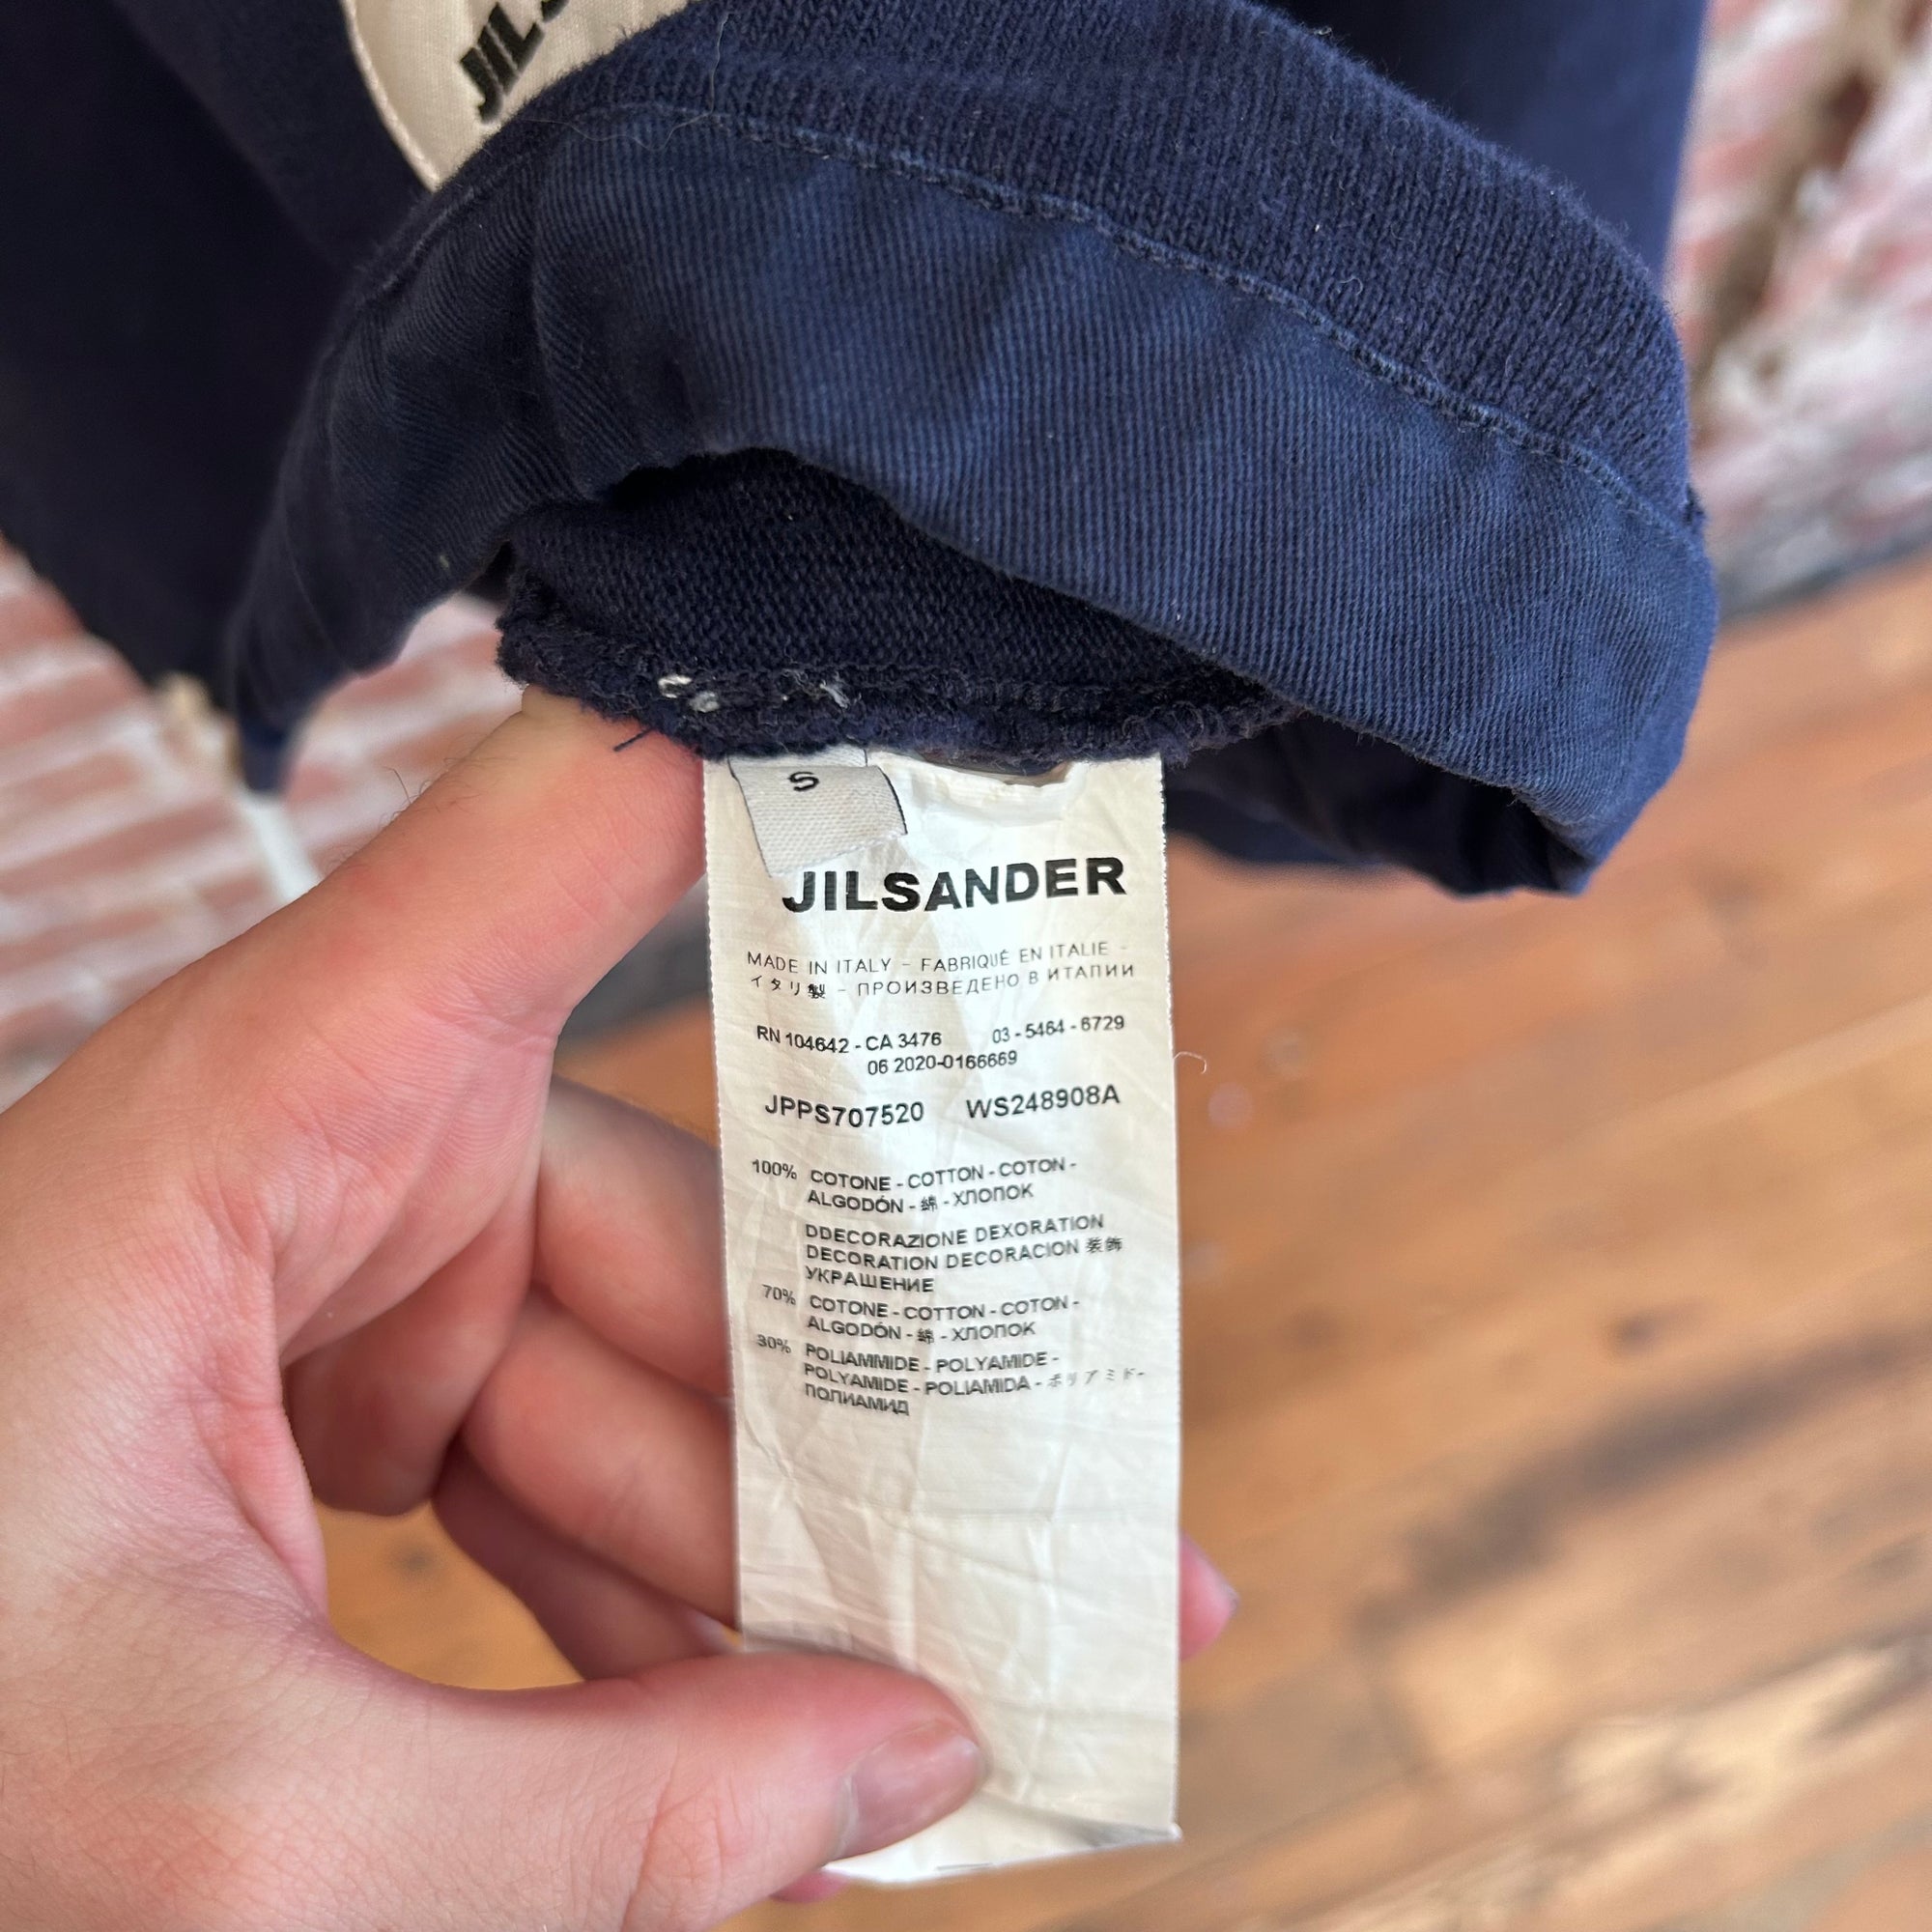 JIL S
S
JILSANDER
MADE IN ITALY - FABRIQUÉ EN ITALIE -
イタリ製 - ПРОИЗВЕДЕНО В ИТАПИИ
RN 104642 - CA 3476 03 - 5464 - 6729
06 2020-0166669
JPPS707520 WS248908A
100% COTONE - COTTON - COTON -
ALGODÓN - 綿 - ХЛОПОК
DDECORAZIONE DEXORATION
DECORATION DECORACION 装飾
УКРАШЕНИЕ
70% COTONE - COTTON - COTON -
ALGODÓN - 綿 - ХЛОПОК
30% POLIAMMIDE - POLYAMIDE -
POLYAMIDE - POLIAMIDA - ポリアミド-
ПОЛИАМИД